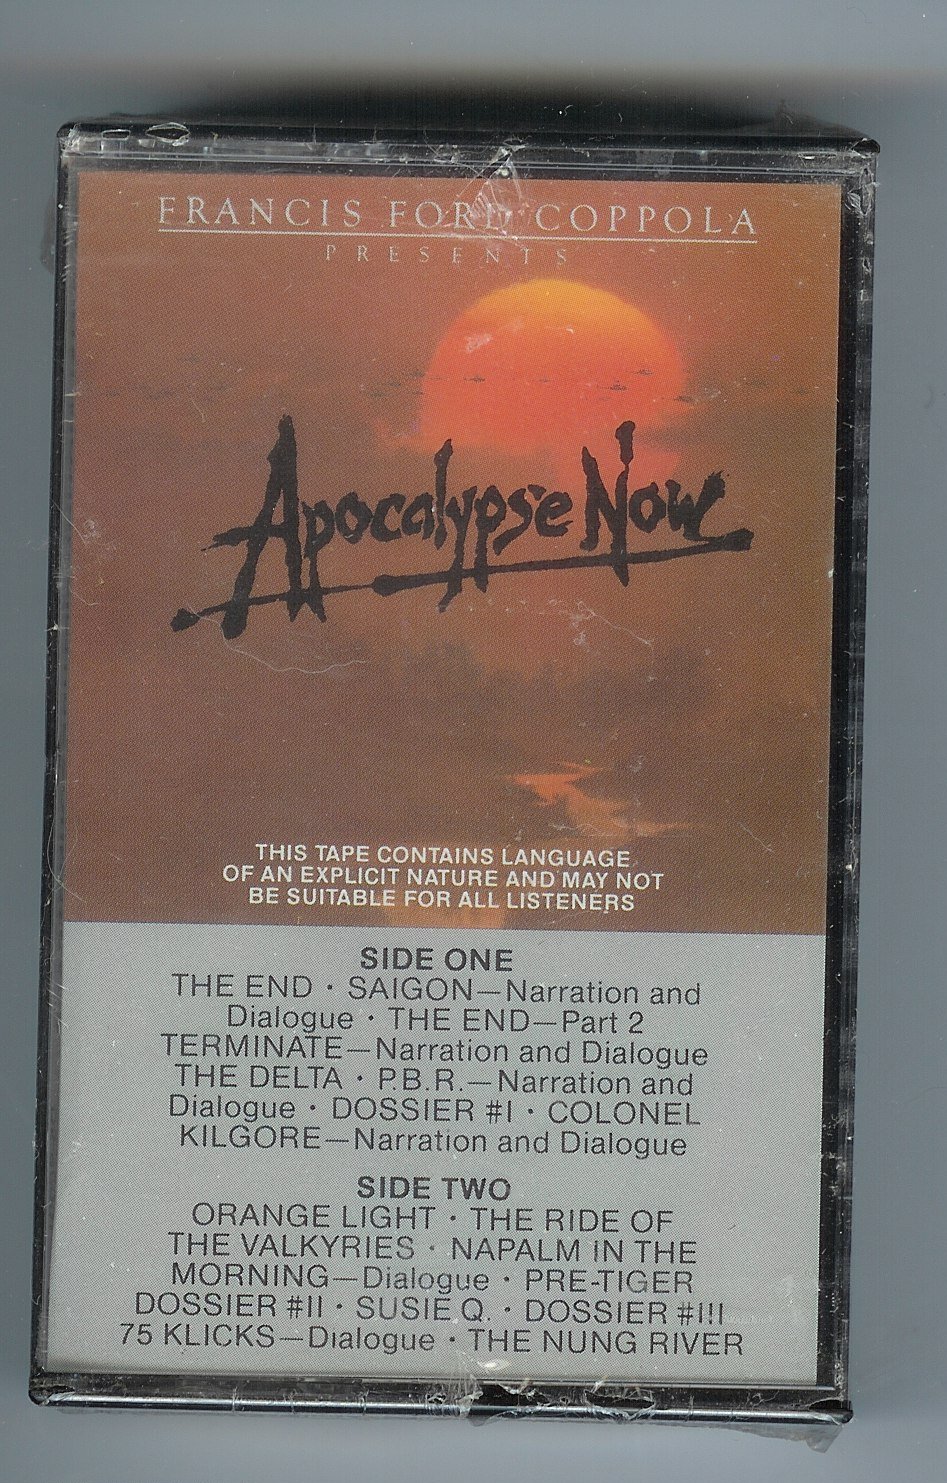 FRANCIS FORD COPPOLA
PRESENTS
Apocalypse Now
THIS TAPE CONTAINS LANGUAGE
OF AN EXPLICIT NATURE AND MAY NOT
BE SUITABLE FOR ALL LISTENERS
SIDE ONE
THE END · SAIGON—Narration and
Dialogue · THE END—Part 2
TERMINATE—Narration and Dialogue
THE DELTA · P.B.R.—Narration and
Dialogue · DOSSIER #I · COLONEL
KILGORE—Narration and Dialogue
SIDE TWO
ORANGE LIGHT · THE RIDE OF
THE VALKYRIES · NAPALM IN THE
MORNING—Dialogue · PRE-TIGER
DOSSIER #II · SUSIE Q. · DOSSIER #III
75 KLICKS—Dialogue · THE NUNG RIVER